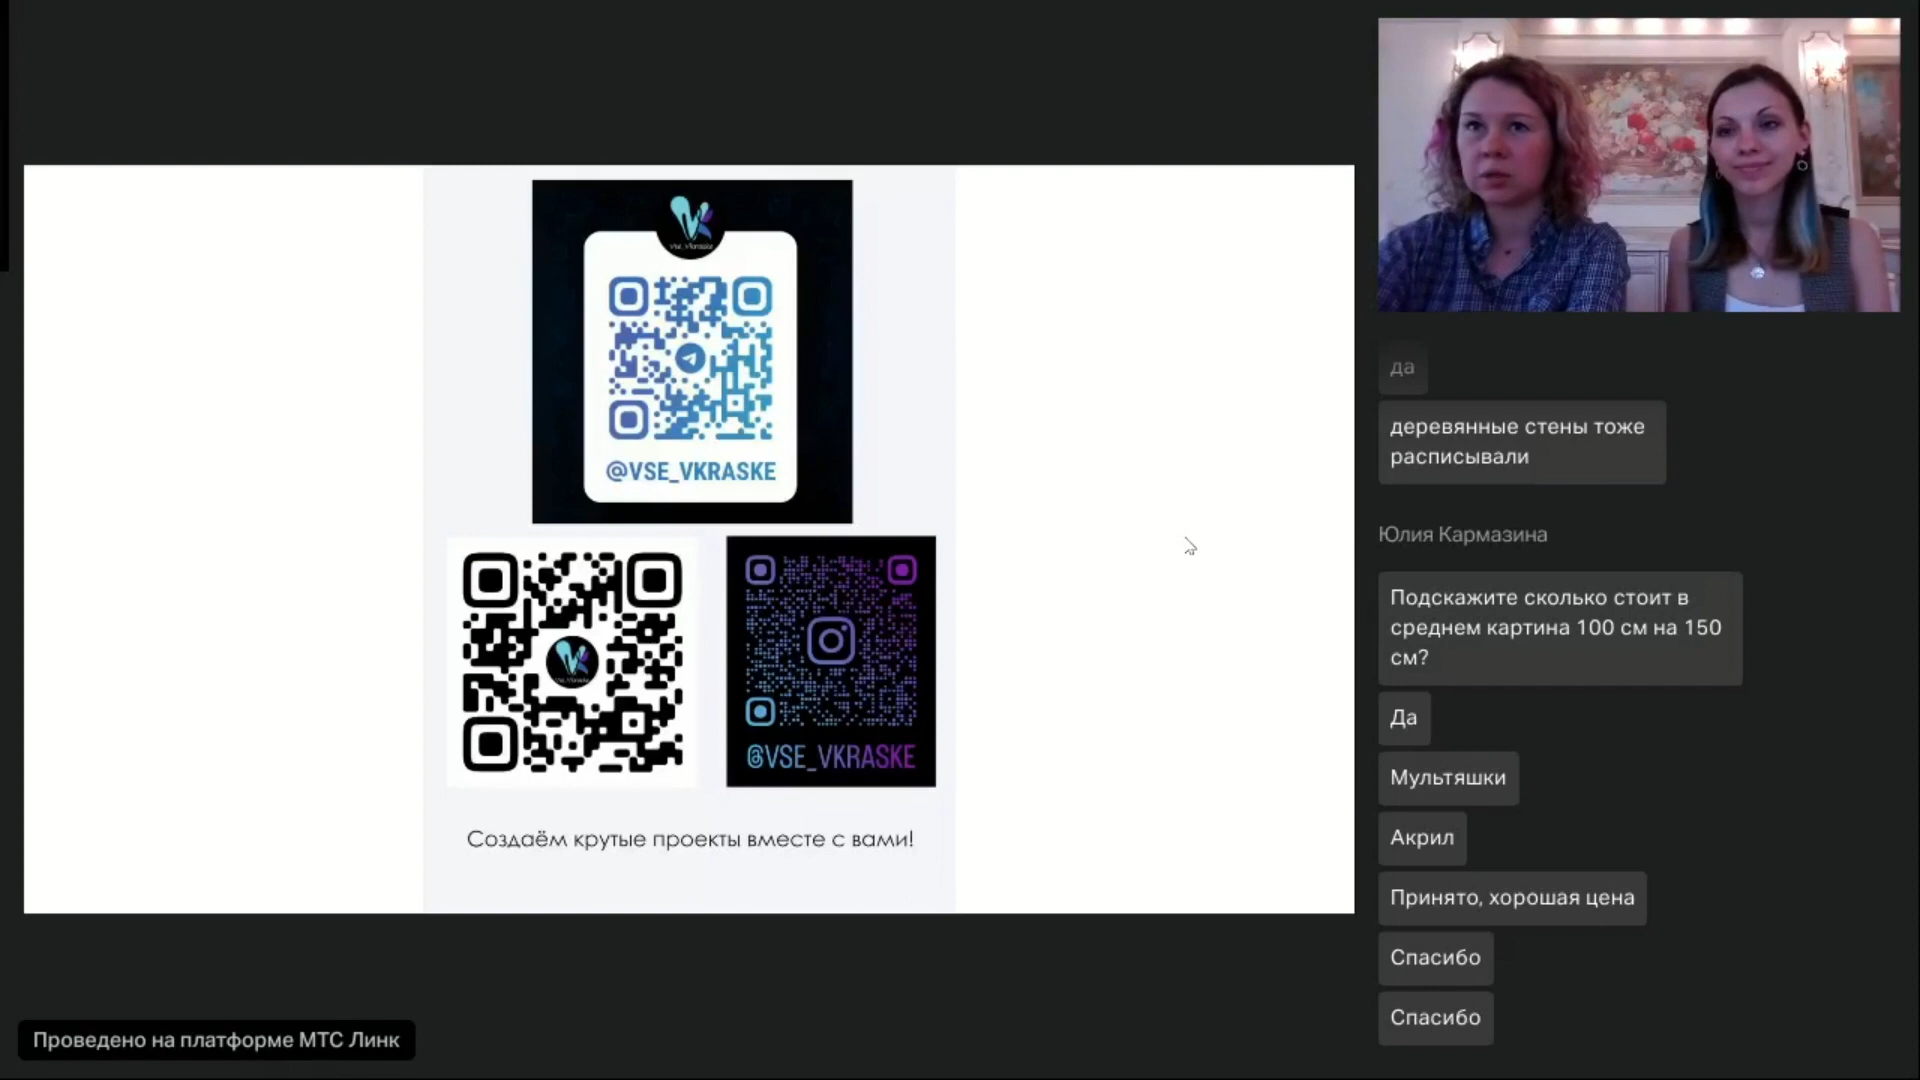 Vse_Vkraske
@VSE_VKRASKE
@VSE_VKRASKE
Создаём крутые проекты вместе с вами!
Проведено на платформе МТС Линк
да
деревянные стены тоже
расписывали
Юлия Кармазина
Подскажите сколько стоит в
среднем картина 100 см на 150
см?
Да
Мультяшки
Акрил
Принято, хорошая цена
Спасибо
Спасибо